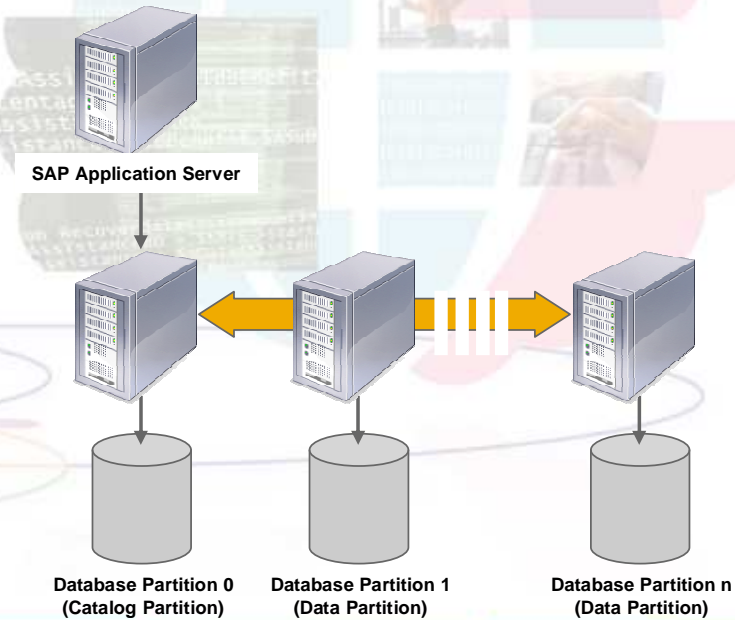 SAP Application Server
Database Partition 0
(Catalog Partition)
Database Partition 1
(Data Partition)
Database Partition n
(Data Partition)